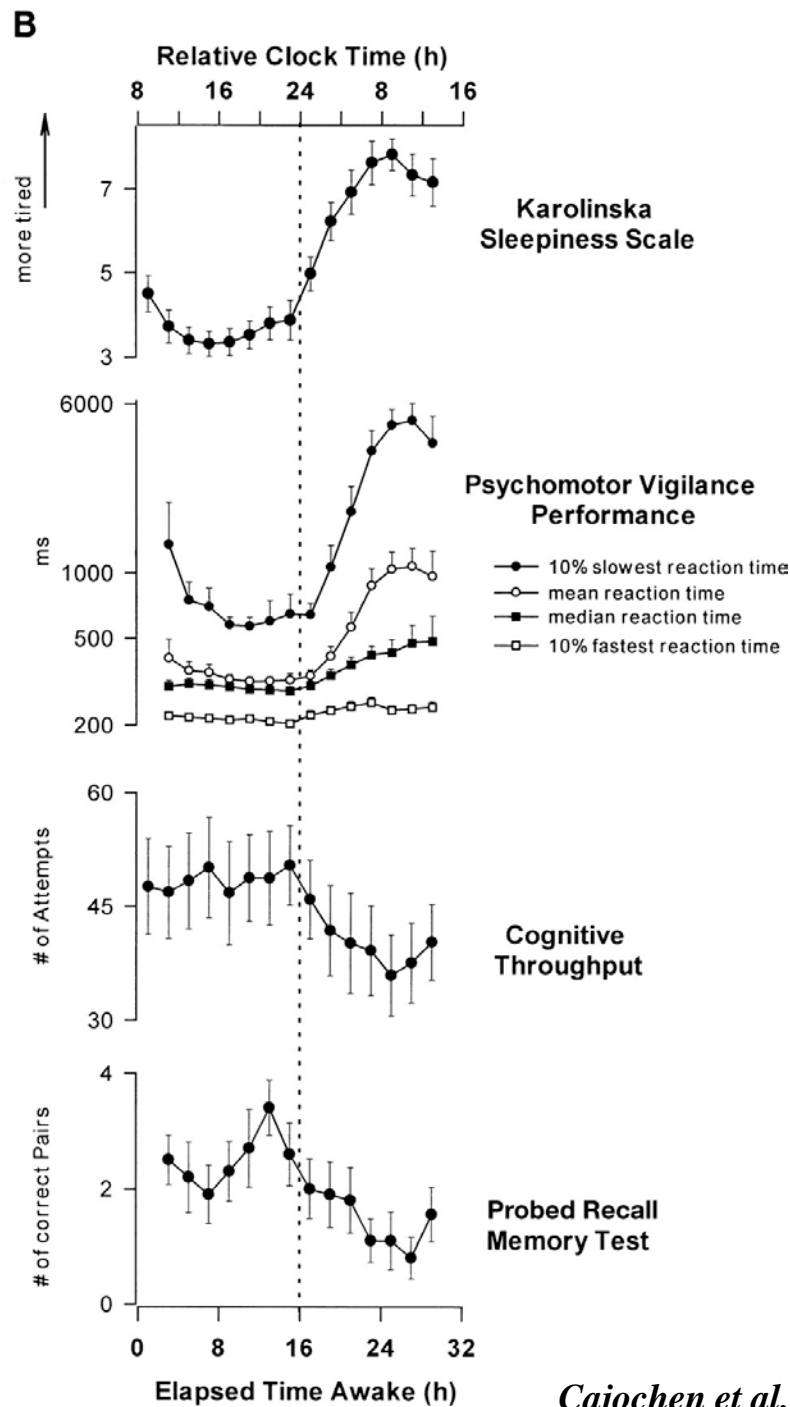 B
Relative Clock Time (h)
8 16 24 8 16
more tired
7
5
3
Karolinska
Sleepiness Scale
6000
1000
500
200
ms
Psychomotor Vigilance
Performance
10% slowest reaction time
mean reaction time
median reaction time
10% fastest reaction time
60
45
30
# of Attempts
Cognitive
Throughput
4
2
0
# of correct Pairs
Probed Recall
Memory Test
0 8 16 24 32
Elapsed Time Awake (h)
Cajochen et al.